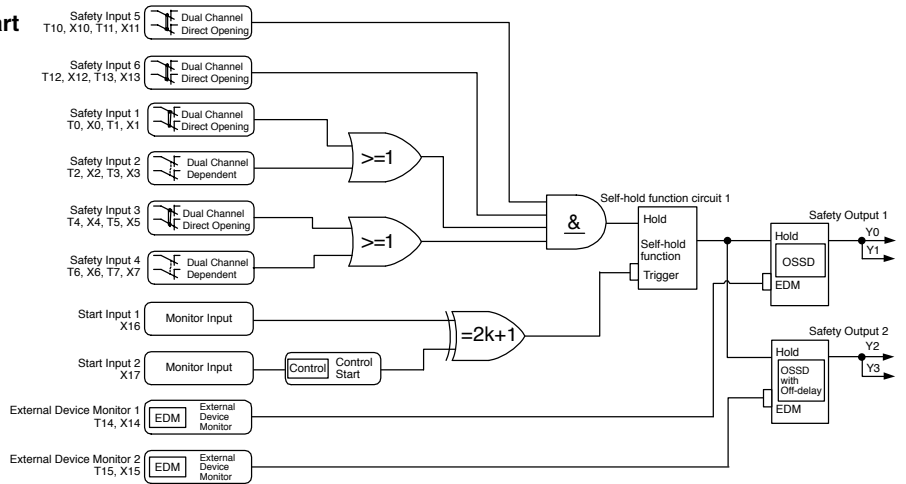 art
Safety Input 5
T10, X10, T11, X11
Dual Channel
Direct Opening
Safety Input 6
T12, X12, T13, X13
Dual Channel
Direct Opening
Safety Input 1
T0, X0, T1, X1
Dual Channel
Direct Opening
Safety Input 2
T2, X2, T3, X3
Dual Channel
Dependent
>=1
Safety Input 3
T4, X4, T5, X5
Dual Channel
Direct Opening
Safety Input 4
T6, X6, T7, X7
Dual Channel
Dependent
>=1
&
Self-hold function circuit 1
Hold
Self-hold
function
Trigger
Safety Output 1
Hold
OSSD
EDM
Y0
Y1
Start Input 1
X16
Monitor Input
Start Input 2
X17
Monitor Input
Control
Control
Start
=2k+1
Safety Output 2
Hold
OSSD
with
Off-delay
EDM
Y2
Y3
External Device Monitor 1
T14, X14
EDM
External
Device
Monitor
External Device Monitor 2
T15, X15
EDM
External
Device
Monitor